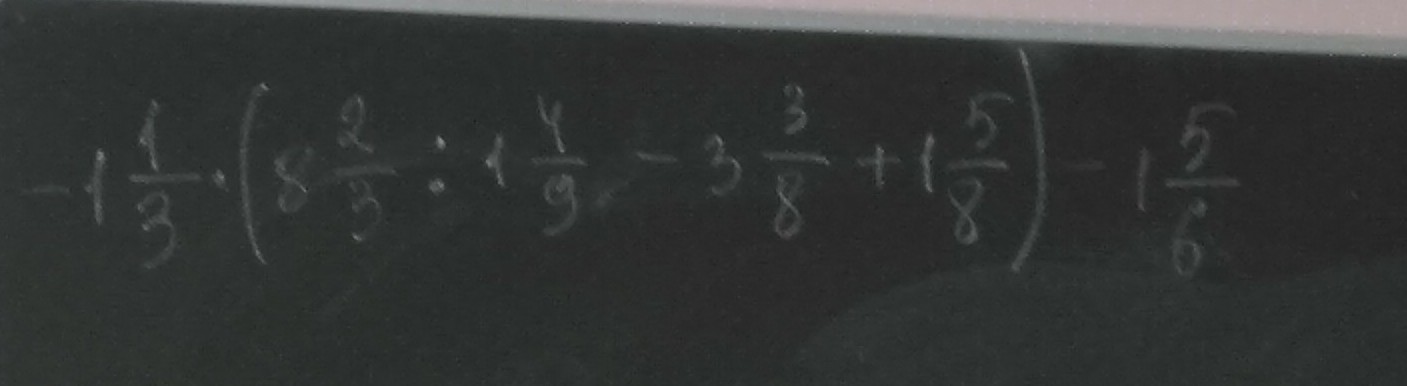 -1 1/3 · (8 2/3 : 1 4/9 - 3 3/8 + 1 5/8) - 1 5/6